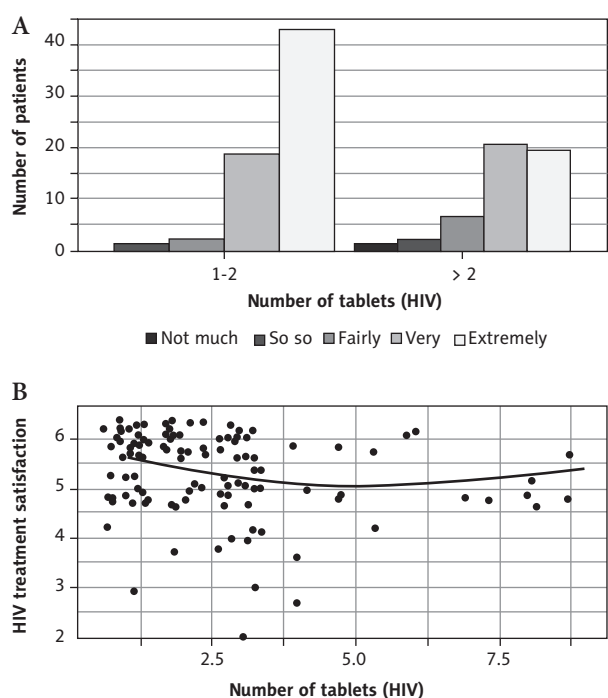 A
Number of patients
40
30
20
10
0
1-2
> 2
Number of tablets (HIV)
Not much So so Fairly Very Extremely
B
HIV treatment satisfaction
6
5
4
3
2
2.5 5.0 7.5
Number of tablets (HIV)